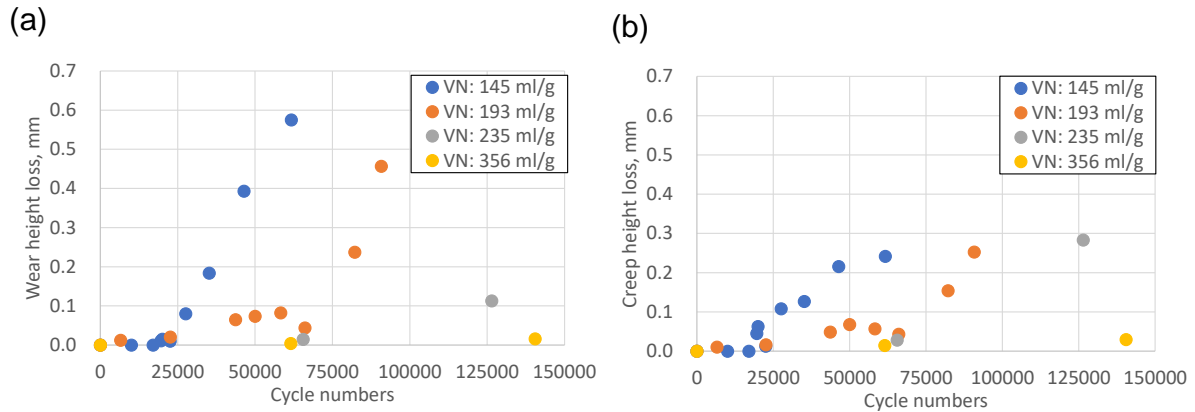 (a)
(b)
0.7
0.6
0.5
0.4
0.3
0.2
0.1
0.0
Wear height loss, mm
VN: 145 ml/g
VN: 193 ml/g
VN: 235 ml/g
VN: 356 ml/g
0 25000 50000 75000 100000 125000 150000
Cycle numbers
0.7
0.6
0.5
0.4
0.3
0.2
0.1
0.0
Creep height loss, mm
VN: 145 ml/g
VN: 193 ml/g
VN: 235 ml/g
VN: 356 ml/g
0 25000 50000 75000 100000 125000 150000
Cycle numbers